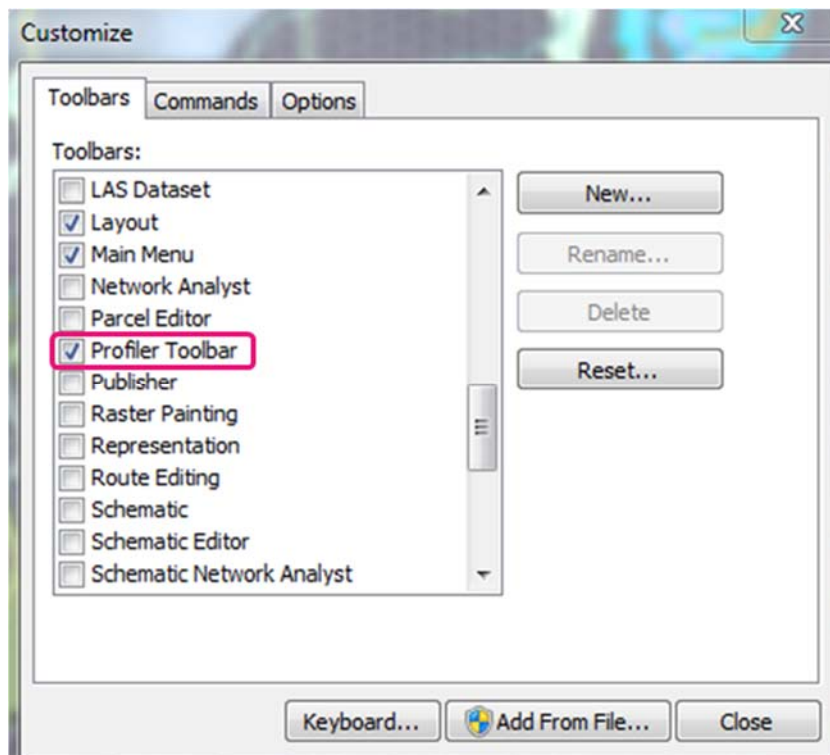 Customize
Toolbars
Commands
Options
Toolbars:
LAS Dataset
Layout
Main Menu
Network Analyst
Parcel Editor
Profiler Toolbar
Publisher
Raster Painting
Representation
Route Editing
Schematic
Schematic Editor
Schematic Network Analyst
New...
Rename...
Delete
Reset...
Keyboard...
Add From File...
Close